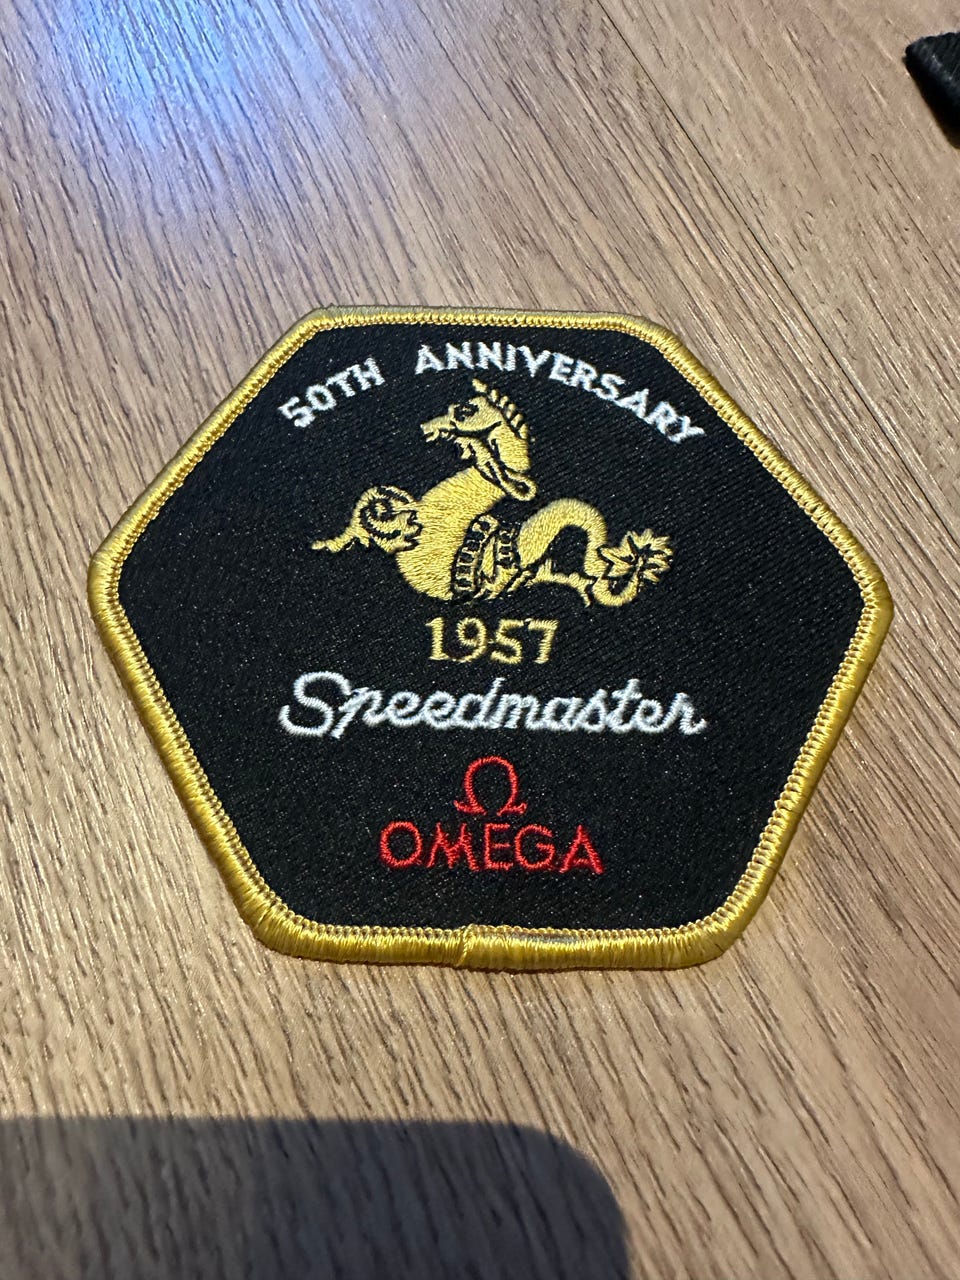 50TH ANNIVERSARY
1957
Speedmaster
Ω
OMEGA